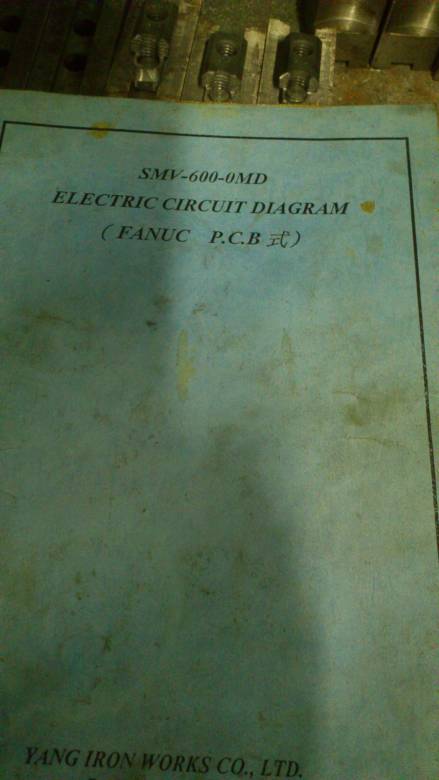 SMV-600-0MD
ELECTRIC CIRCUIT DIAGRAM
( FANUC P.C.B 式 )
YANG IRON WORKS CO., LTD.